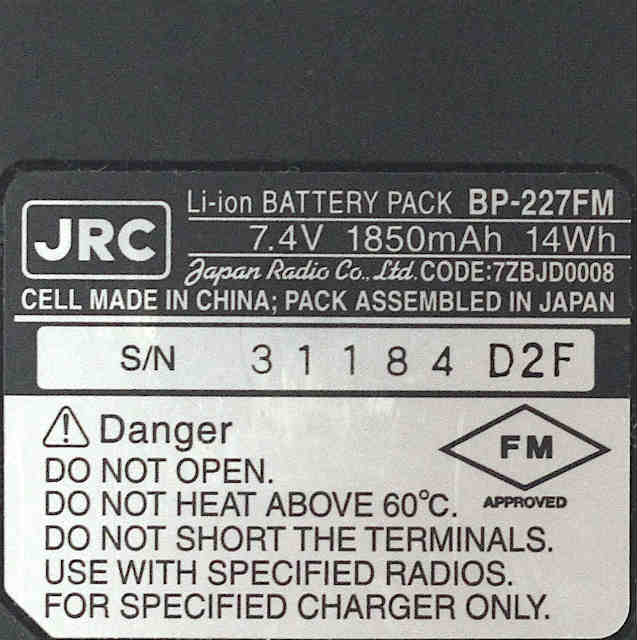 JRC
Li-ion BATTERY PACK BP-227FM
7.4V 1850mAh 14Wh
Japan Radio Co., Ltd. CODE:7ZBJD0008
CELL MADE IN CHINA; PACK ASSEMBLED IN JAPAN
S/N 31184 D2F
Danger
FM
APPROVED
DO NOT OPEN.
DO NOT HEAT ABOVE 60°C.
DO NOT SHORT THE TERMINALS.
USE WITH SPECIFIED RADIOS.
FOR SPECIFIED CHARGER ONLY.